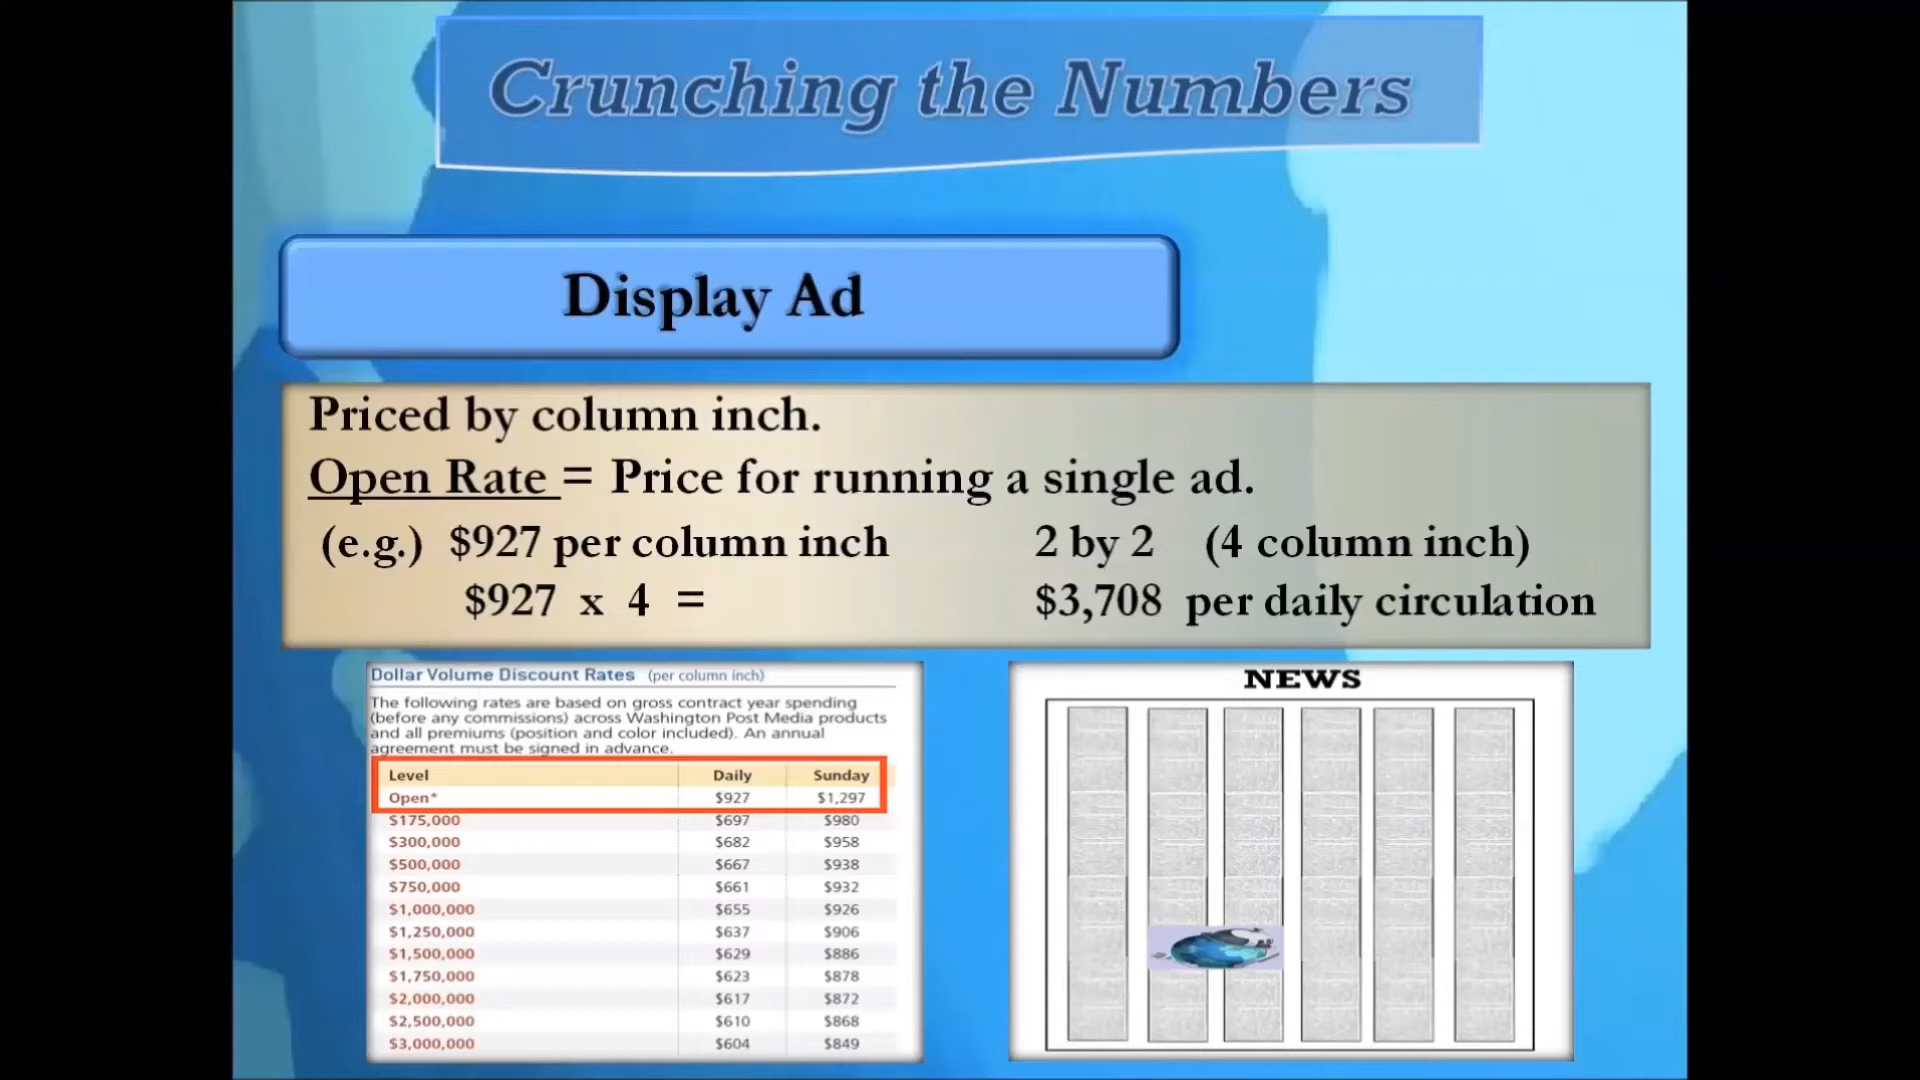 Crunching the Numbers
Display Ad
Priced by column inch.
Open Rate = Price for running a single ad.
(e.g.) $927 per column inch 2 by 2 (4 column inch)
$927 x 4 = $3,708 per daily circulation
Dollar Volume Discount Rates (per column inch)
The following rates are based on gross contract year spending
(before any commissions) across Washington Post Media products
and all premiums (position and color included). An annual
agreement must be signed in advance.
Level Daily Sunday
Open* $927 $1,297
$175,000 $697 $980
$300,000 $682 $958
$500,000 $667 $938
$750,000 $661 $932
$1,000,000 $655 $926
$1,250,000 $637 $906
$1,500,000 $629 $886
$1,750,000 $623 $878
$2,000,000 $617 $872
$2,500,000 $610 $868
$3,000,000 $604 $849
NEWS